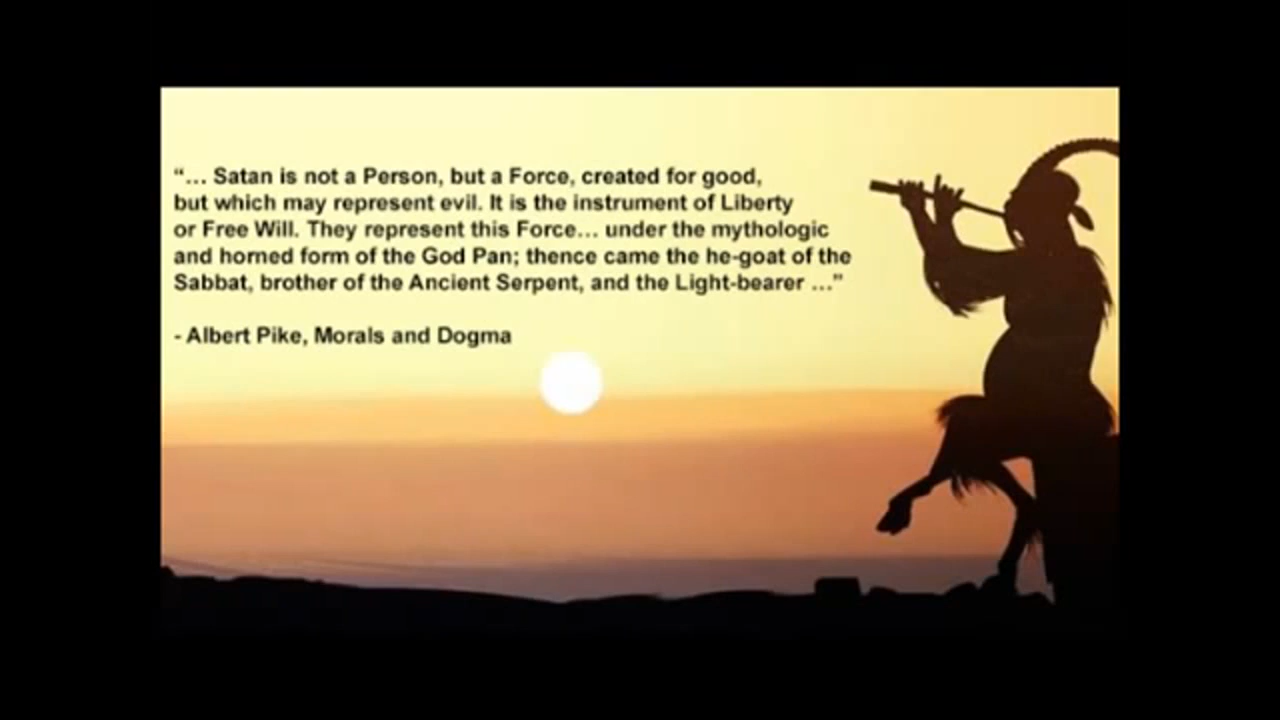 “... Satan is not a Person, but a Force, created for good,
but which may represent evil. It is the instrument of Liberty
or Free Will. They represent this Force... under the mythologic
and horned form of the God Pan; thence came the he-goat of the
Sabbat, brother of the Ancient Serpent, and the Light-bearer ...”
- Albert Pike, Morals and Dogma